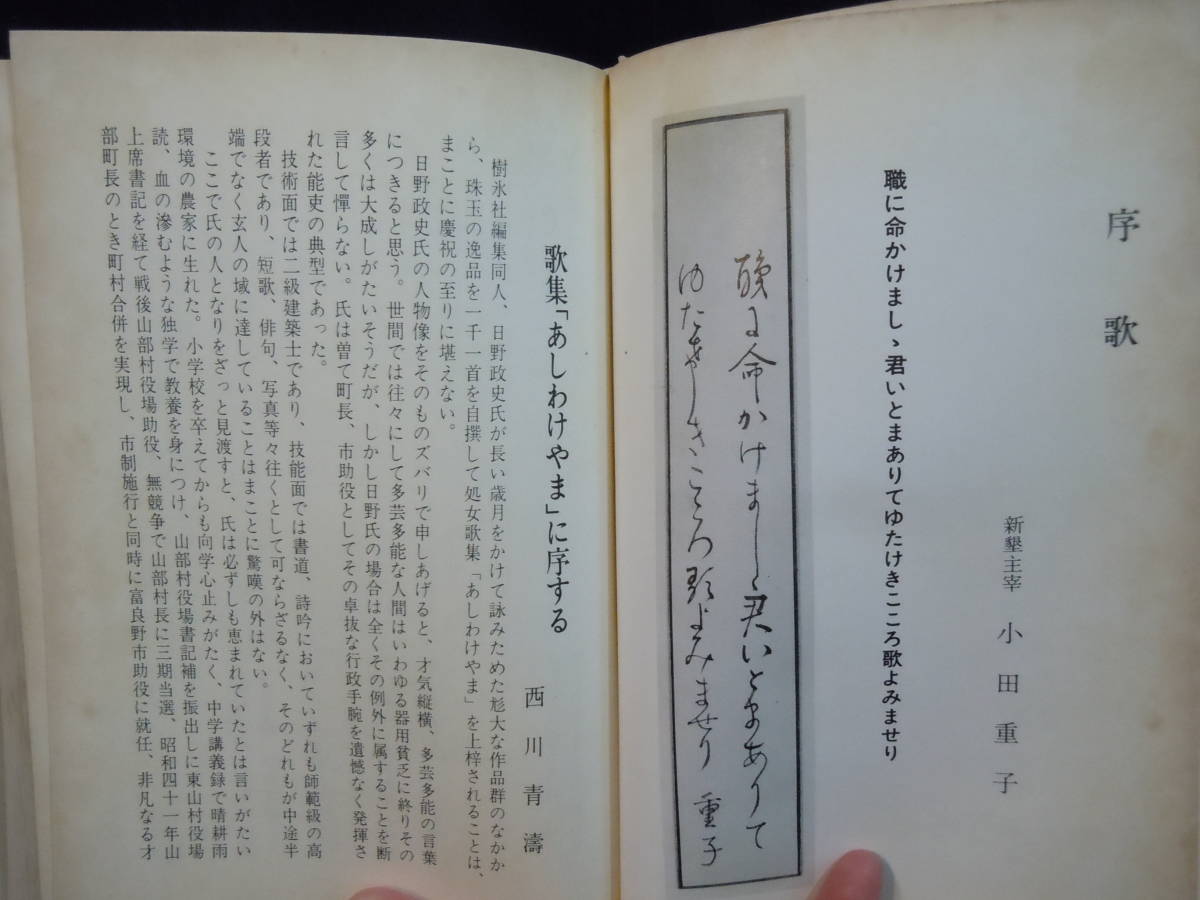 序歌
新墾主宰 小田重子
職に命かけましゝ君いとまありてゆたけきこころ歌よみませり
職に命かけましゝ君いとまありて
ゆたけきこころ歌よみませり 重子
歌集「あしわけやま」に序する
西川青濤
樹氷社編集同人、日野政史氏が長い歳月をかけて詠みためた尨大な作品群のなかか
ら、珠玉の逸品を一千一首を自撰して処女歌集「あしわけやま」を上梓されることは、
まことに慶祝の至りに堪えない。
日野政史氏の人物像をそのものズバリで申しあげると、才気縦横、多芸多能の言葉
につきると思う。世間では往々にして多芸多能な人間はいわゆる器用貧乏に終りその
多くは大成しがたいそうだが、しかし日野氏の場合は全くその例外に属することを断
言して憚らない。氏は曽て町長、市助役としてその卓抜な行政手腕を遺憾なく発揮さ
れた能吏の典型であった。
技術面では二級建築士であり、技能面では書道、詩吟においていずれも師範級の高
段者であり、短歌、俳句、写真等々往くとして可ならざるなく、そのどれもが中途半
端でなく玄人の域に達していることはまことに驚嘆の外はない。
ここで氏の人となりをざっと見渡すと、氏は必ずしも恵まれていたとは言いがたい
環境の農家に生れた。小学校を卒えてからも向学心止みがたく、中学講義録で晴耕雨
読、血の滲むような独学で教養を身につけ、山部村役場書記補を振出しに東山村役場
上席書記を経て戦後山部村役場助役、無競争で山部村長に三期当選、昭和四十一年山
部町長のとき町村合併を実現し、市制施行と同時に富良野市助役に就任、非凡なる才